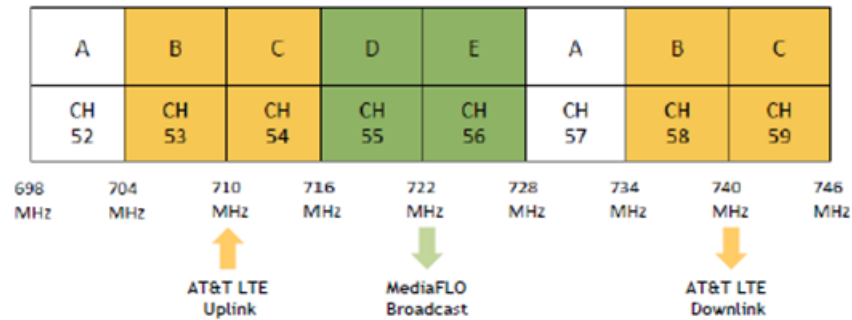 A B C D E A B C
CH CH CH CH CH CH CH CH
52 53 54 55 56 57 58 59
698 704 710 716 722 728 734 740 746
MHz MHz MHz MHz MHz MHz MHz MHz MHz
AT&T LTE MediaFLO AT&T LTE
Uplink Broadcast Downlink